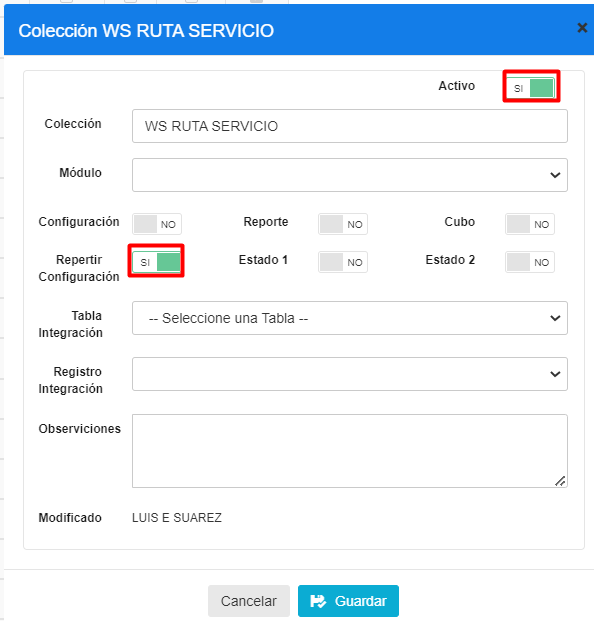 Colección WS RUTA SERVICIO ×
Activo SI
Colección WS RUTA SERVICIO
Módulo
Configuración NO Reporte NO Cubo NO
Repertir SI Estado 1 NO Estado 2 NO
Configuración
Tabla -- Seleccione una Tabla --
Integración
Registro
Integración
Observiciones
Modificado LUIS E SUAREZ
Cancelar Guardar